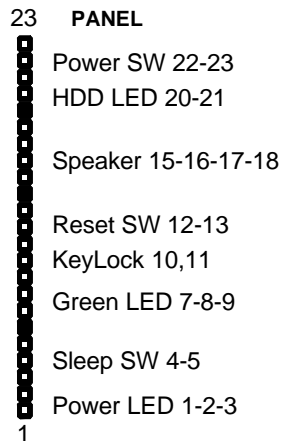 23 PANEL
Power SW 22-23
HDD LED 20-21
Speaker 15-16-17-18
Reset SW 12-13
KeyLock 10,11
Green LED 7-8-9
Sleep SW 4-5
Power LED 1-2-3
1